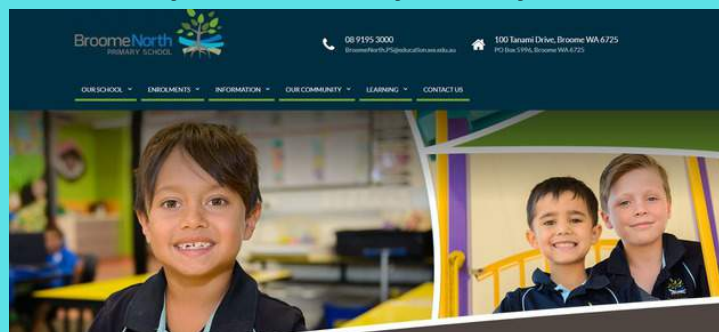 BroomeNorth
PRIMARY SCHOOL
08 9195 3000
BroomeNorth.PS@education.wa.edu.au
100 Tanami Drive, Broome WA 6725
PO Box 5996, Broome WA 6725
OUR SCHOOL
ENROLMENTS
INFORMATION
OUR COMMUNITY
LEARNING
CONTACT US